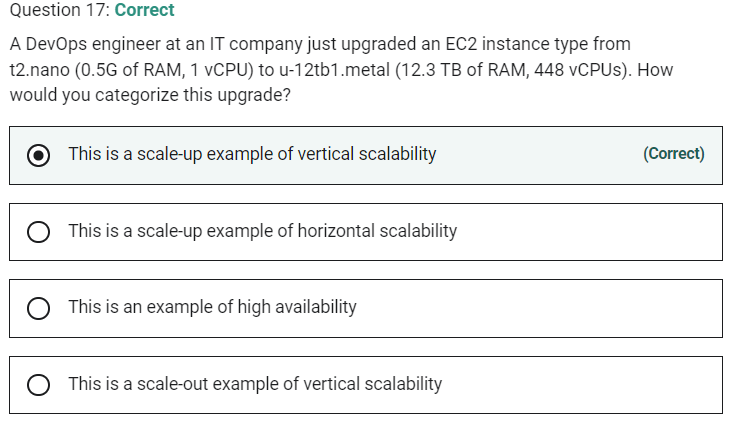 Question 17: Correct
A DevOps engineer at an IT company just upgraded an EC2 instance type from
t2.nano (0.5G of RAM, 1 vCPU) to u-12tb1.metal (12.3 TB of RAM, 448 vCPUs). How
would you categorize this upgrade?
This is a scale-up example of vertical scalability (Correct)
This is a scale-up example of horizontal scalability
This is an example of high availability
This is a scale-out example of vertical scalability